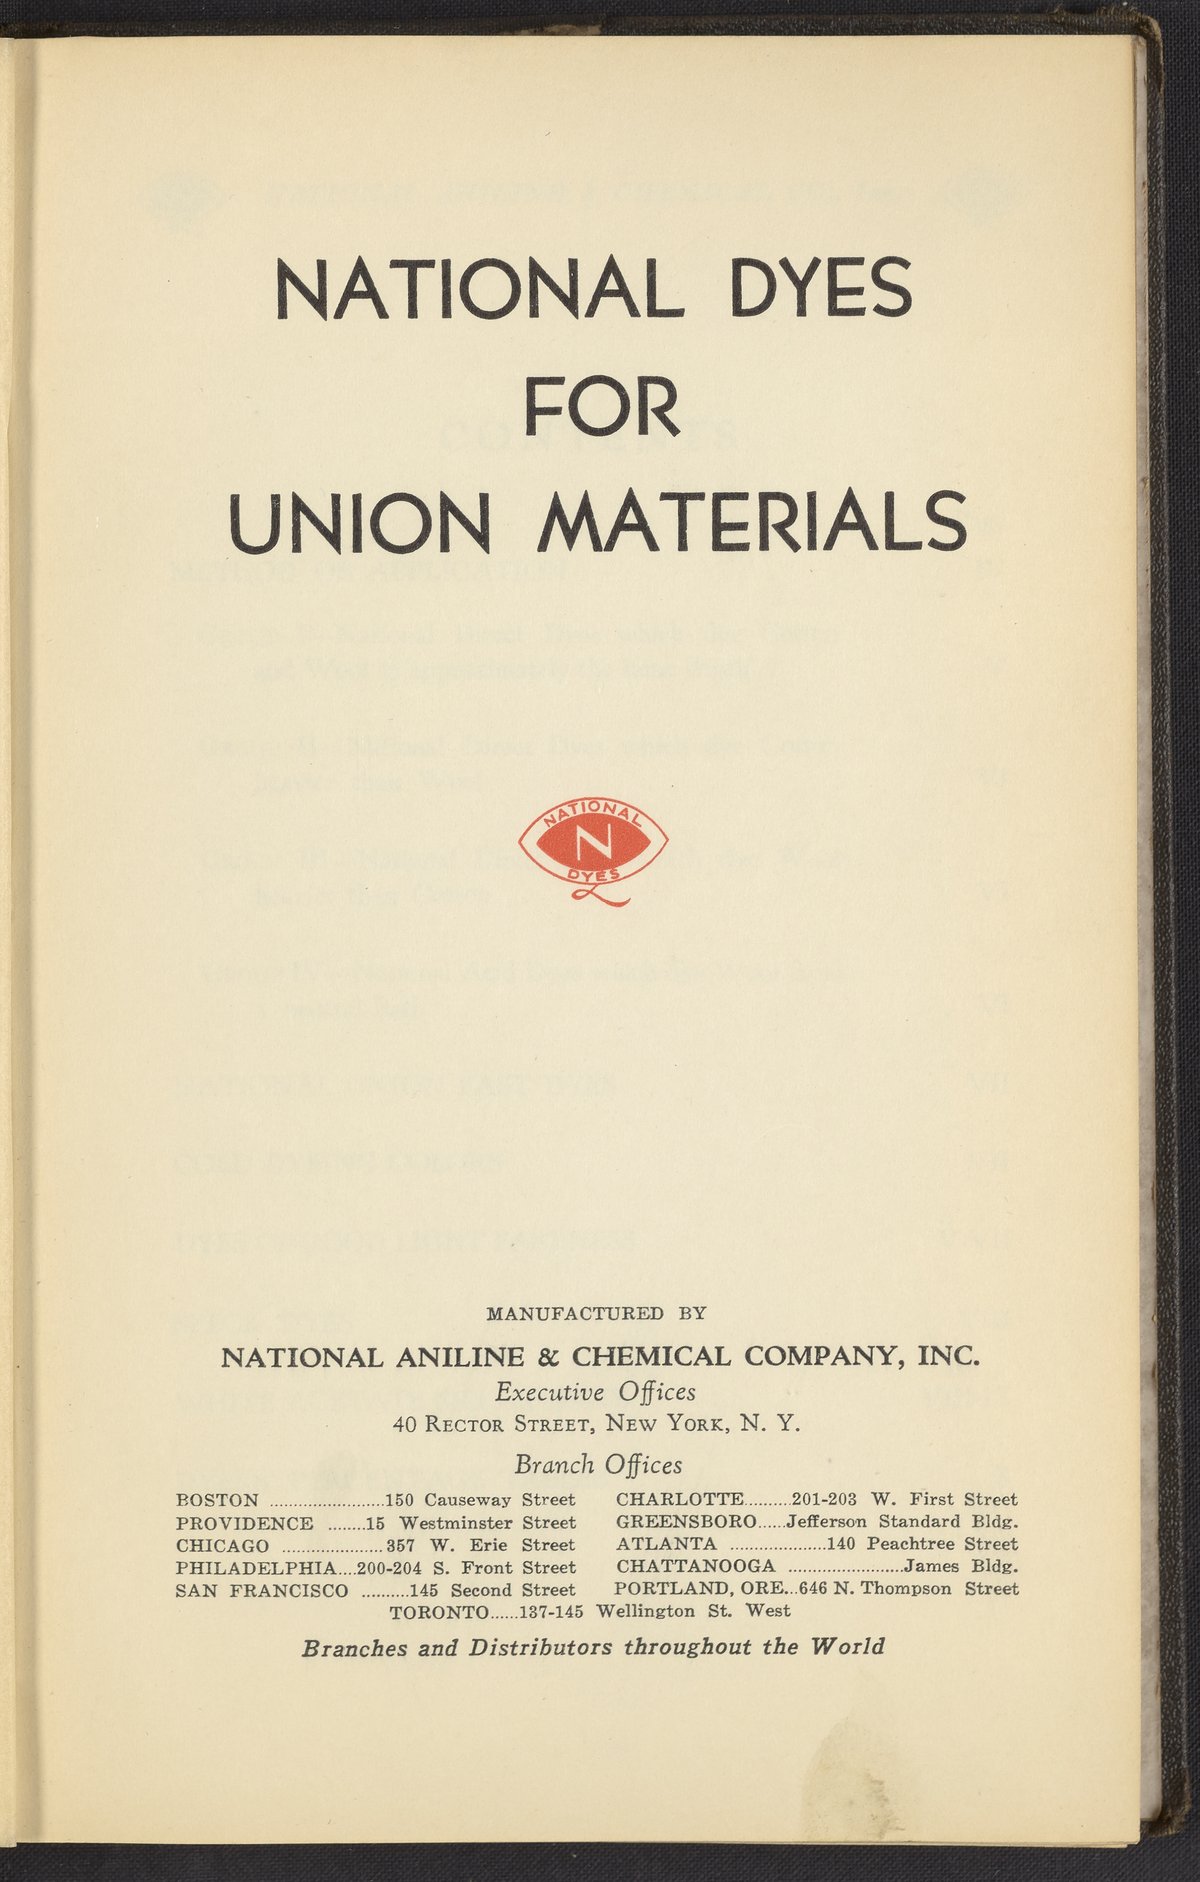 NATIONAL DYES
FOR
UNION MATERIALS
NATIONAL
N
DYES
MANUFACTURED BY
NATIONAL ANILINE & CHEMICAL COMPANY, INC.
Executive Offices
40 RECTOR STREET, NEW YORK, N. Y.
Branch Offices
BOSTON ........................150 Causeway Street
PROVIDENCE ........15 Westminster Street
CHICAGO .....................357 W. Erie Street
PHILADELPHIA....200-204 S. Front Street
SAN FRANCISCO ..........145 Second Street
CHARLOTTE..........201-203 W. First Street
GREENSBORO......Jefferson Standard Bldg.
ATLANTA ....................140 Peachtree Street
CHATTANOOGA ........................James Bldg.
PORTLAND, ORE...646 N. Thompson Street
TORONTO......137-145 Wellington St. West
Branches and Distributors throughout the World